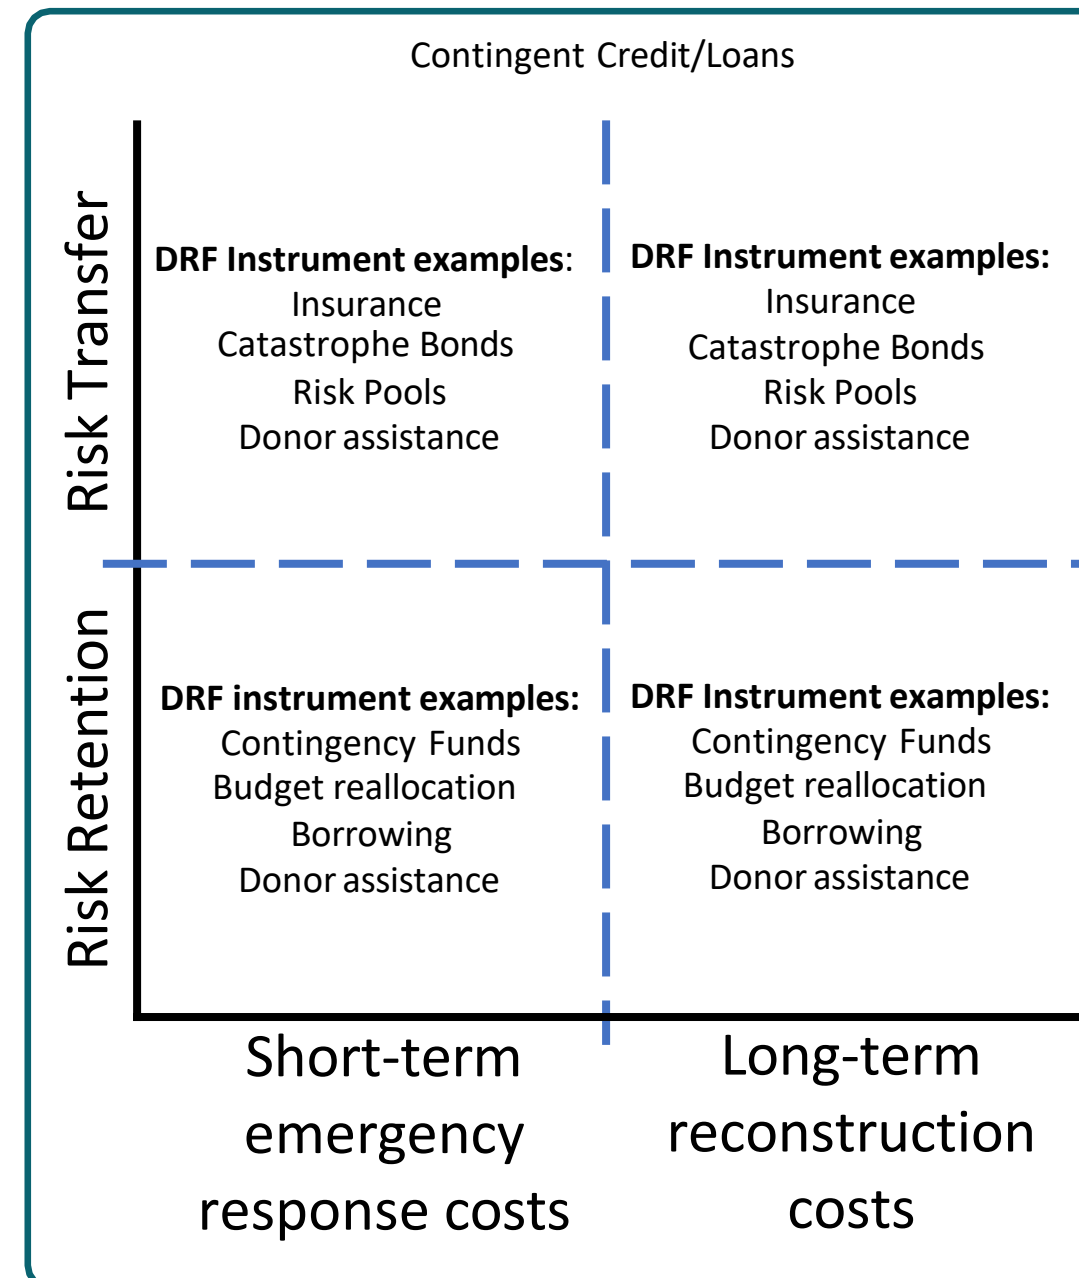 Contingent Credit/Loans
Risk Transfer
DRF Instrument examples:
Insurance
Catastrophe Bonds
Risk Pools
Donor assistance
DRF Instrument examples:
Insurance
Catastrophe Bonds
Risk Pools
Donor assistance
Risk Retention
DRF instrument examples:
Contingency Funds
Budget reallocation
Borrowing
Donor assistance
DRF Instrument examples:
Contingency Funds
Budget reallocation
Borrowing
Donor assistance
Short-term
emergency
response costs
Long-term
reconstruction
costs